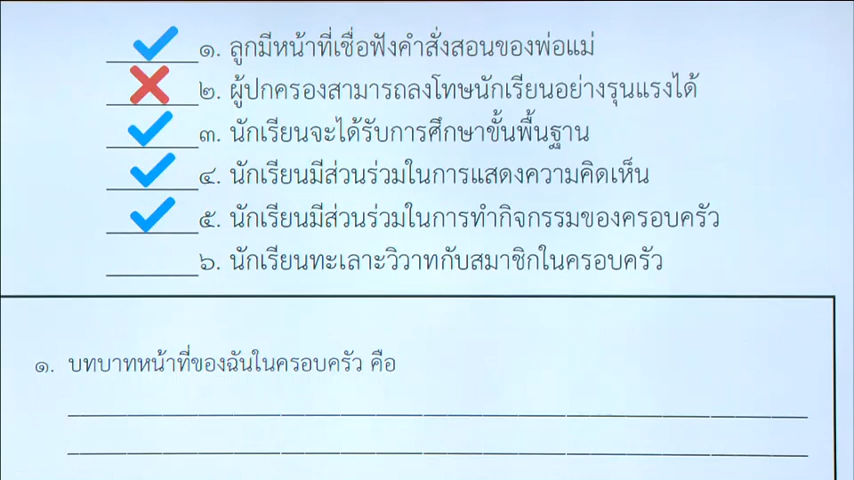 ๑. ลูกมีหน้าที่เชื่อฟังคำสั่งสอนของพ่อแม่
๒. ผู้ปกครองสามารถลงโทษนักเรียนอย่างรุนแรงได้
๓. นักเรียนจะได้รับการศึกษาขั้นพื้นฐาน
๔. นักเรียนมีส่วนร่วมในการแสดงความคิดเห็น
๕. นักเรียนมีส่วนร่วมในการทำกิจกรรมของครอบครัว
๖. นักเรียนทะเลาะวิวาทกับสมาชิกในครอบครัว
๑. บทบาทหน้าที่ของฉันในครอบครัว คือ